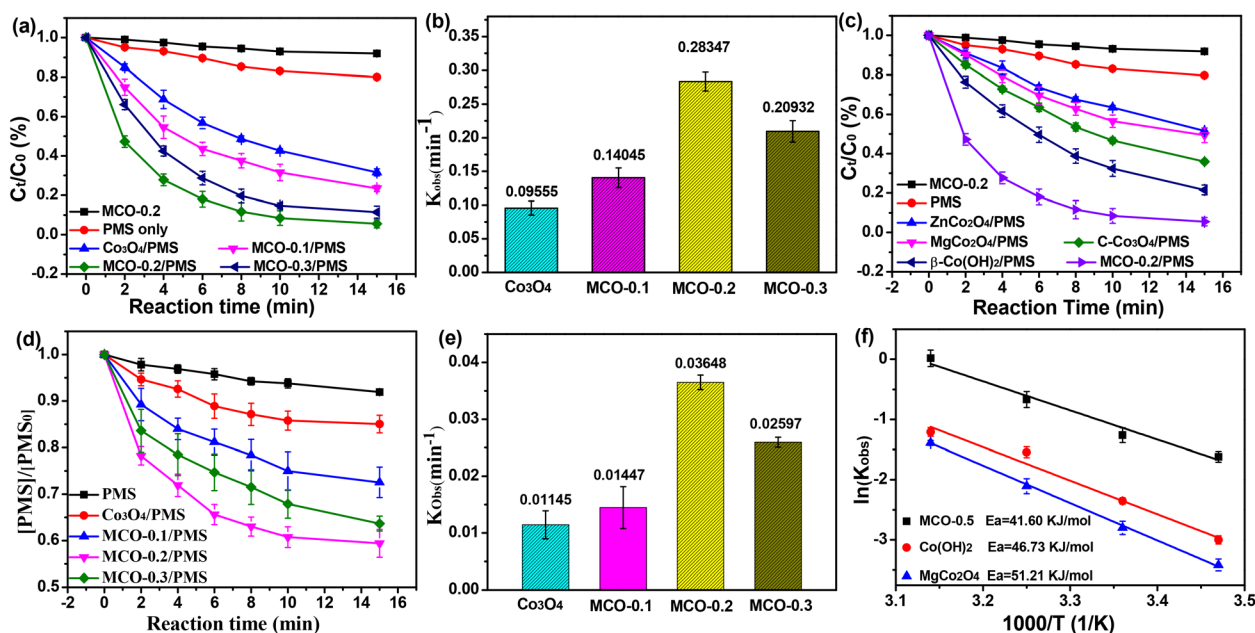 (a)
1.0
0.8
0.6
0.4
0.2
0.0
-0.2
Cₜ/C₀ (%)
MCO-0.2
PMS only
Co₃O₄/PMS
MCO-0.1/PMS
MCO-0.2/PMS
MCO-0.3/PMS
0 2 4 6 8 10 12 14 16
Reaction time (min)
(b)
0.35
0.30
0.25
0.20
0.15
0.10
0.05
0.00
Kobs(min⁻¹)
0.09555
0.14045
0.28347
0.20932
Co₃O₄ MCO-0.1 MCO-0.2 MCO-0.3
(c)
1.0
0.8
0.6
0.4
0.2
0.0
-0.2
Cₜ/C₀ (%)
MCO-0.2
PMS
ZnCo₂O₄/PMS
MgCo₂O₄/PMS
C-Co₃O₄/PMS
β-Co(OH)₂/PMS
MCO-0.2/PMS
0 2 4 6 8 10 12 14 16
Reaction Time (min)
(d)
1.0
0.9
0.8
0.7
0.6
0.5
[PMS]/[PMS₀]
PMS
Co₃O₄/PMS
MCO-0.1/PMS
MCO-0.2/PMS
MCO-0.3/PMS
0 2 4 6 8 10 12 14 16
Reaction time (min)
(e)
0.04
0.03
0.02
0.01
0.00
Kobs(min⁻¹)
0.01145
0.01447
0.03648
0.02597
Co₃O₄ MCO-0.1 MCO-0.2 MCO-0.3
(f)
0
-1
-2
-3
ln(Kobs)
MCO-0.5 Ea=41.60 KJ/mol
Co(OH)2 Ea=46.73 KJ/mol
MgCo2O4 Ea=51.21 KJ/mol
3.1 3.2 3.3 3.4 3.5
1000/T (1/K)